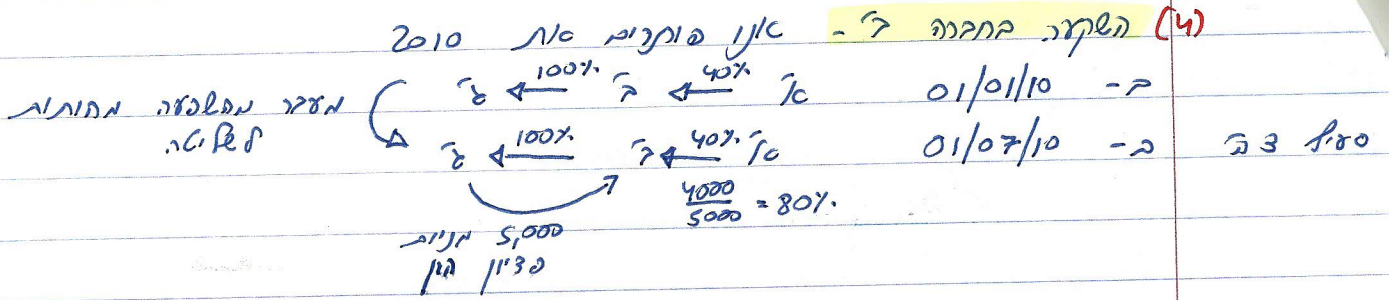 (4) השקעה בחברה ב' - אנו פותרים את 2010
ב- 01/01/10 א' 40% ב' 100% ג'
מעבר מהשפעה מהותית לשליטה.
סעיף 3 ב' ב- 01/07/10 א' 40% ב' 100% ג'
4000/5000 = 80%.
5,000 מניות
פדיון הון